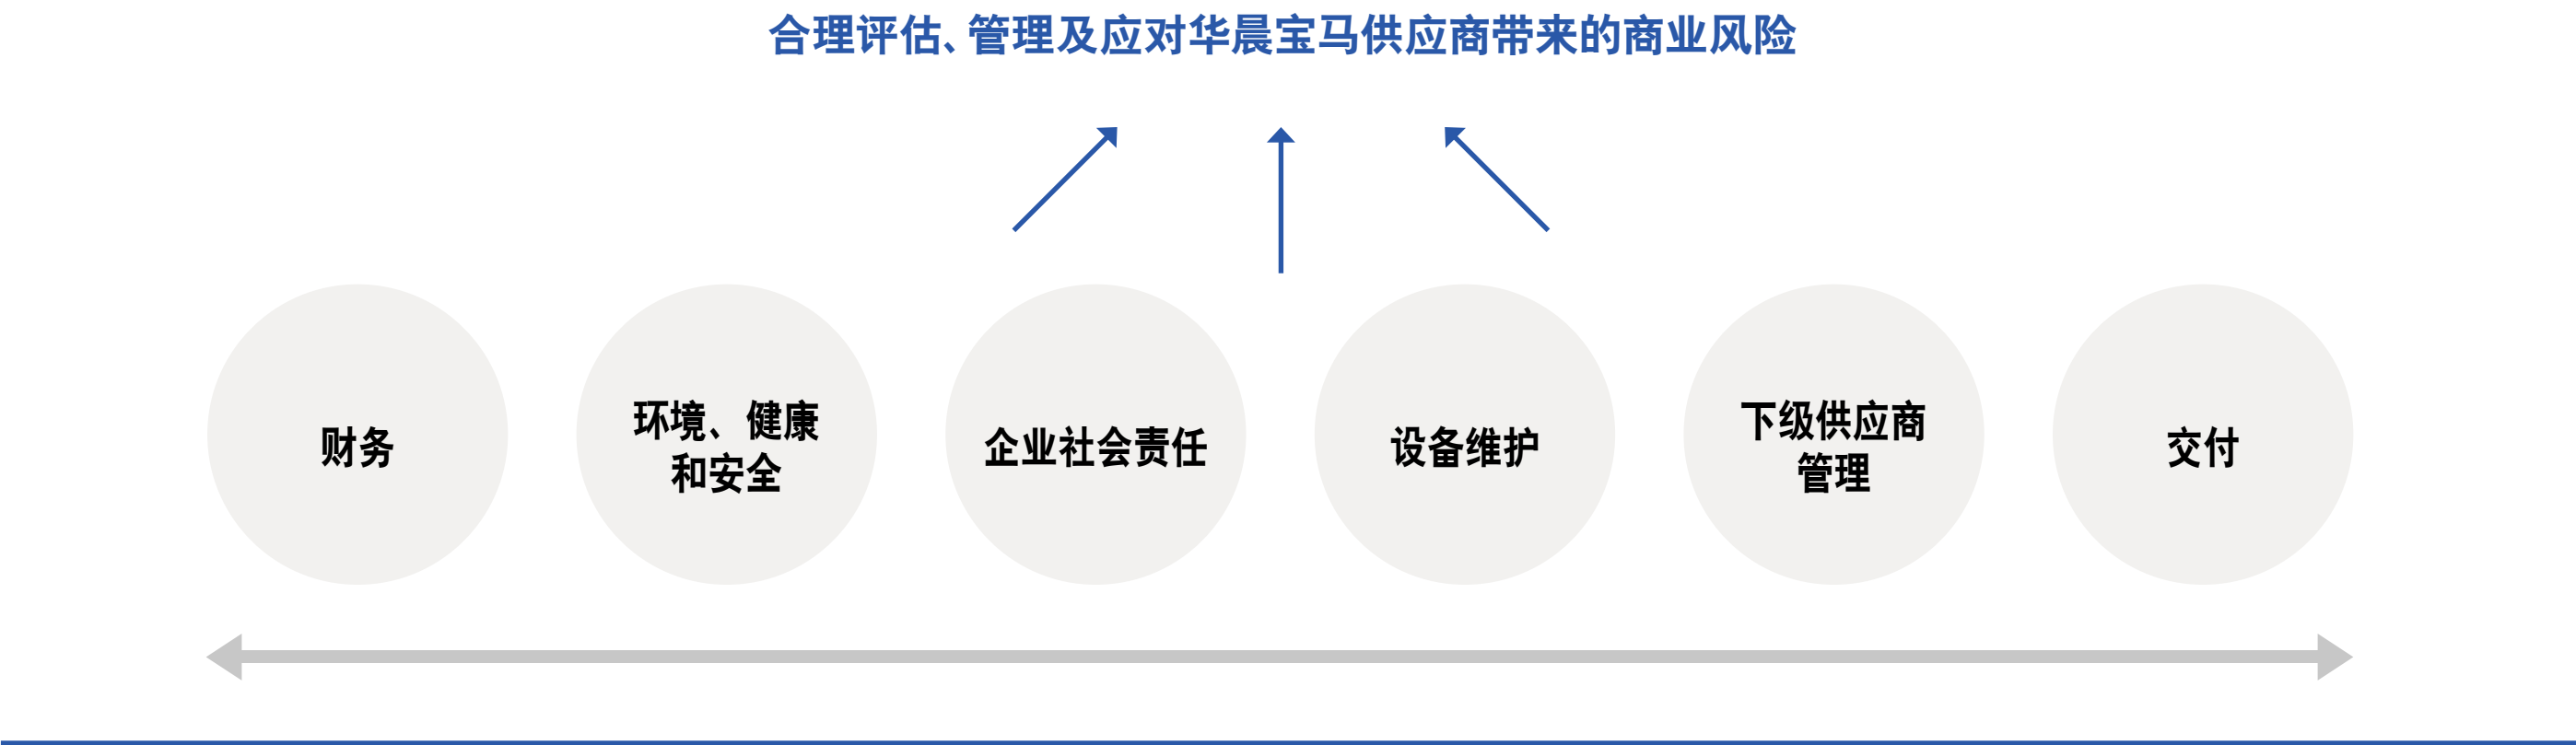 合理评估、管理及应对华晨宝马供应商带来的商业风险
财务
环境、健康
和安全
企业社会责任
设备维护
下级供应商
管理
交付